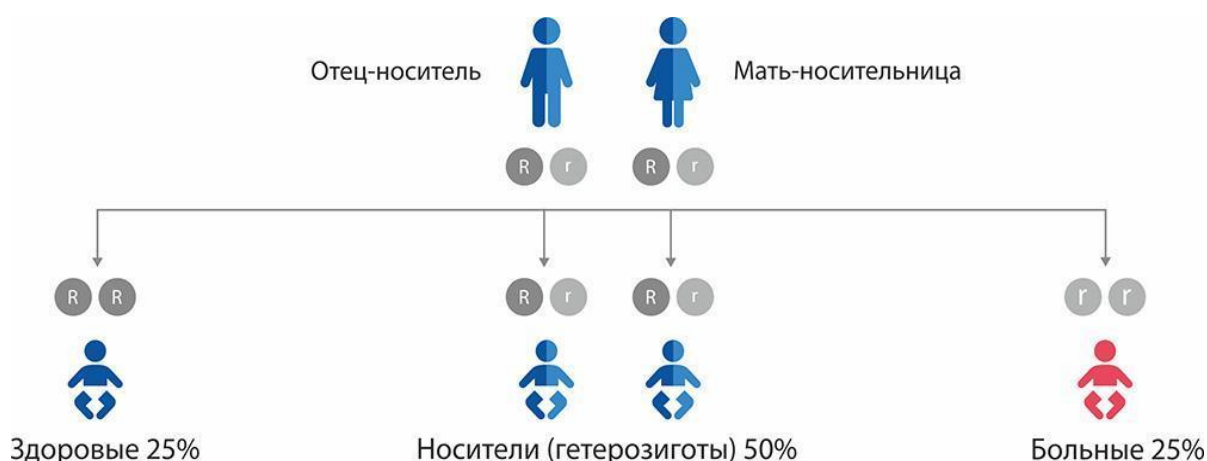 Отец-носитель
Мать-носительница
R r R r
R R R r R r r r
Здоровые 25%
Носители (гетерозиготы) 50%
Больные 25%